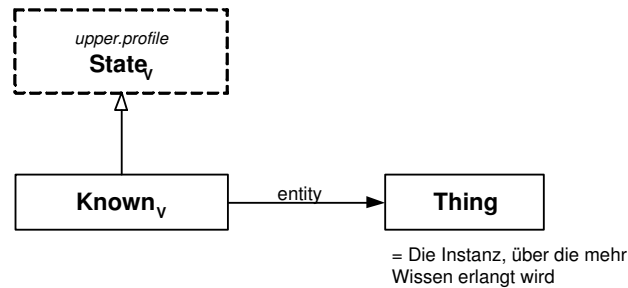 upper.profile
StateV
KnownV
entity
Thing
= Die Instanz, über die mehr
Wissen erlangt wird